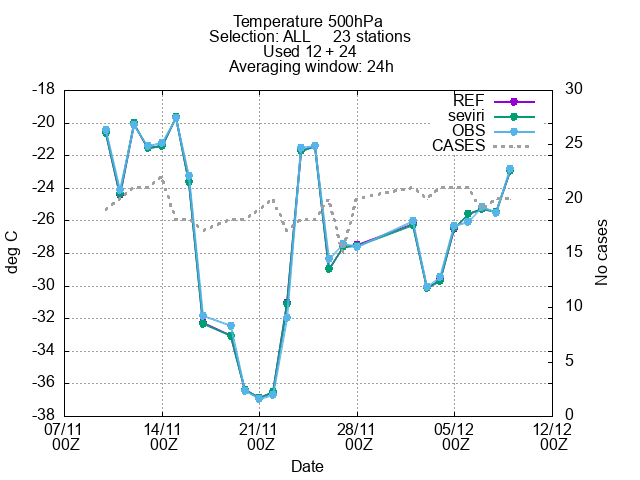 Temperature 500hPa
Selection: ALL 23 stations
Used 12 + 24
Averaging window: 24h
REF
seviri
OBS
CASES
-18
-20
-22
-24
-26
-28
-30
-32
-34
-36
-38
deg C
30
25
20
15
10
5
0
No cases
07/11 14/11 21/11 28/11 05/12 12/12
00Z 00Z 00Z 00Z 00Z 00Z
Date